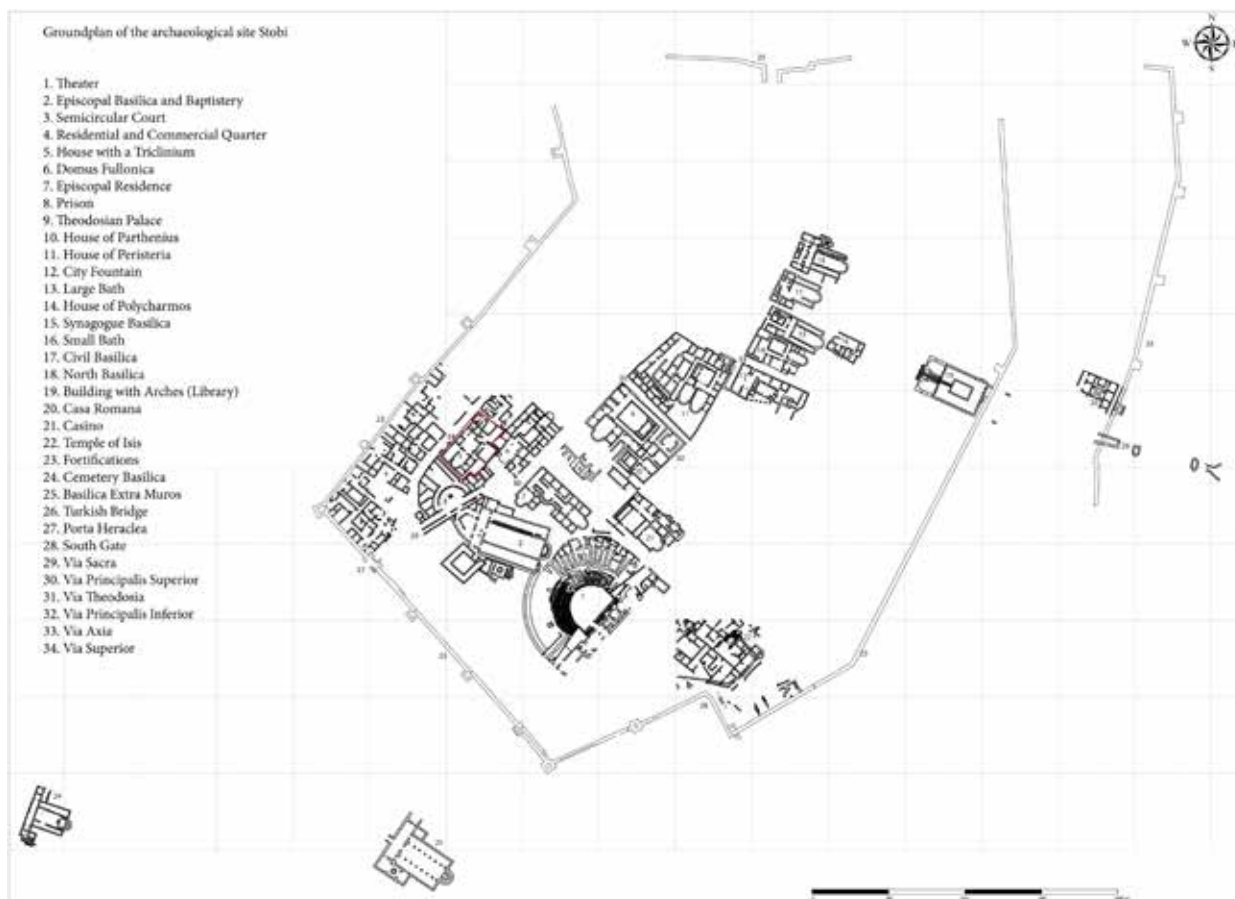 Groundplan of the archaeological site Stobi
1. Theater
2. Episcopal Basilica and Baptistery
3. Semicircular Court
4. Residential and Commercial Quarter
5. House with a Triclinium
6. Domus Fullonica
7. Episcopal Residence
8. Prison
9. Theodosian Palace
10. House of Parthenius
11. House of Peristeria
12. City Fountain
13. Large Bath
14. House of Polycharmos
15. Synagogue Basilica
16. Small Bath
17. Civil Basilica
18. North Basilica
19. Building with Arches (Library)
20. Casa Romana
21. Casino
22. Temple of Isis
23. Fortifications
24. Cemetery Basilica
25. Basilica Extra Muros
26. Turkish Bridge
27. Porta Heraclea
28. South Gate
29. Via Sacra
30. Via Principalis Superior
31. Via Theodosia
32. Via Principalis Inferior
33. Via Axia
34. Via Superior
N
W
S